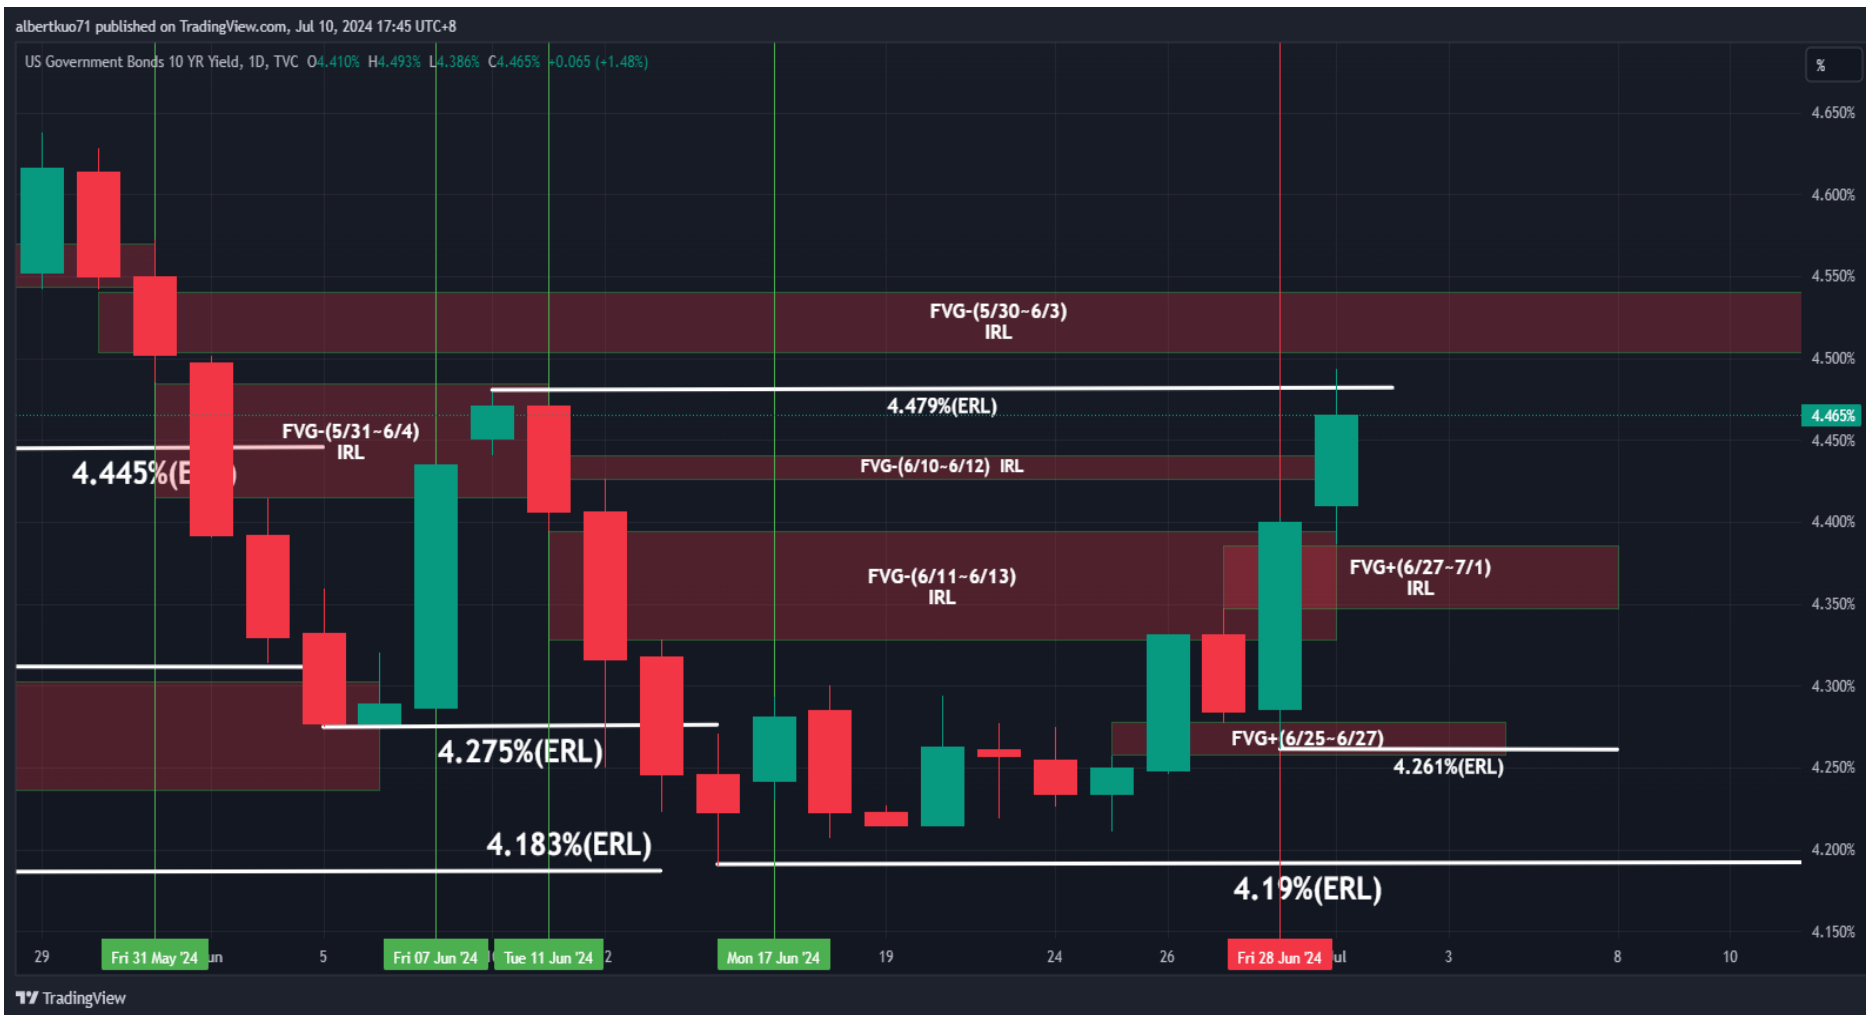 albertkuo71 published on TradingView.com, Jul 10, 2024 17:45 UTC+8
US Government Bonds 10 YR Yield, 1D, TVC O4.410% H4.493% L4.386% C4.465% +0.065 (+1.48%)
%
4.650%
4.600%
4.550%
FVG-(5/30~6/3)
IRL
4.500%
4.479%(ERL)
4.465%
FVG-(5/31~6/4)
IRL
4.450%
4.445%(E )
FVG-(6/10~6/12) IRL
4.400%
FVG-(6/11~6/13)
IRL
FVG+(6/27~7/1)
IRL
4.350%
4.300%
FVG+(6/25~6/27)
4.275%(ERL)
4.261%(ERL)
4.250%
4.183%(ERL)
4.200%
4.19%(ERL)
4.150%
29 Fri 31 May '24 un 5 Fri 07 Jun '24 Tue 11 Jun '24 2 Mon 17 Jun '24 19 24 26 Fri 28 Jun '24 ul 3 8 10
TradingView